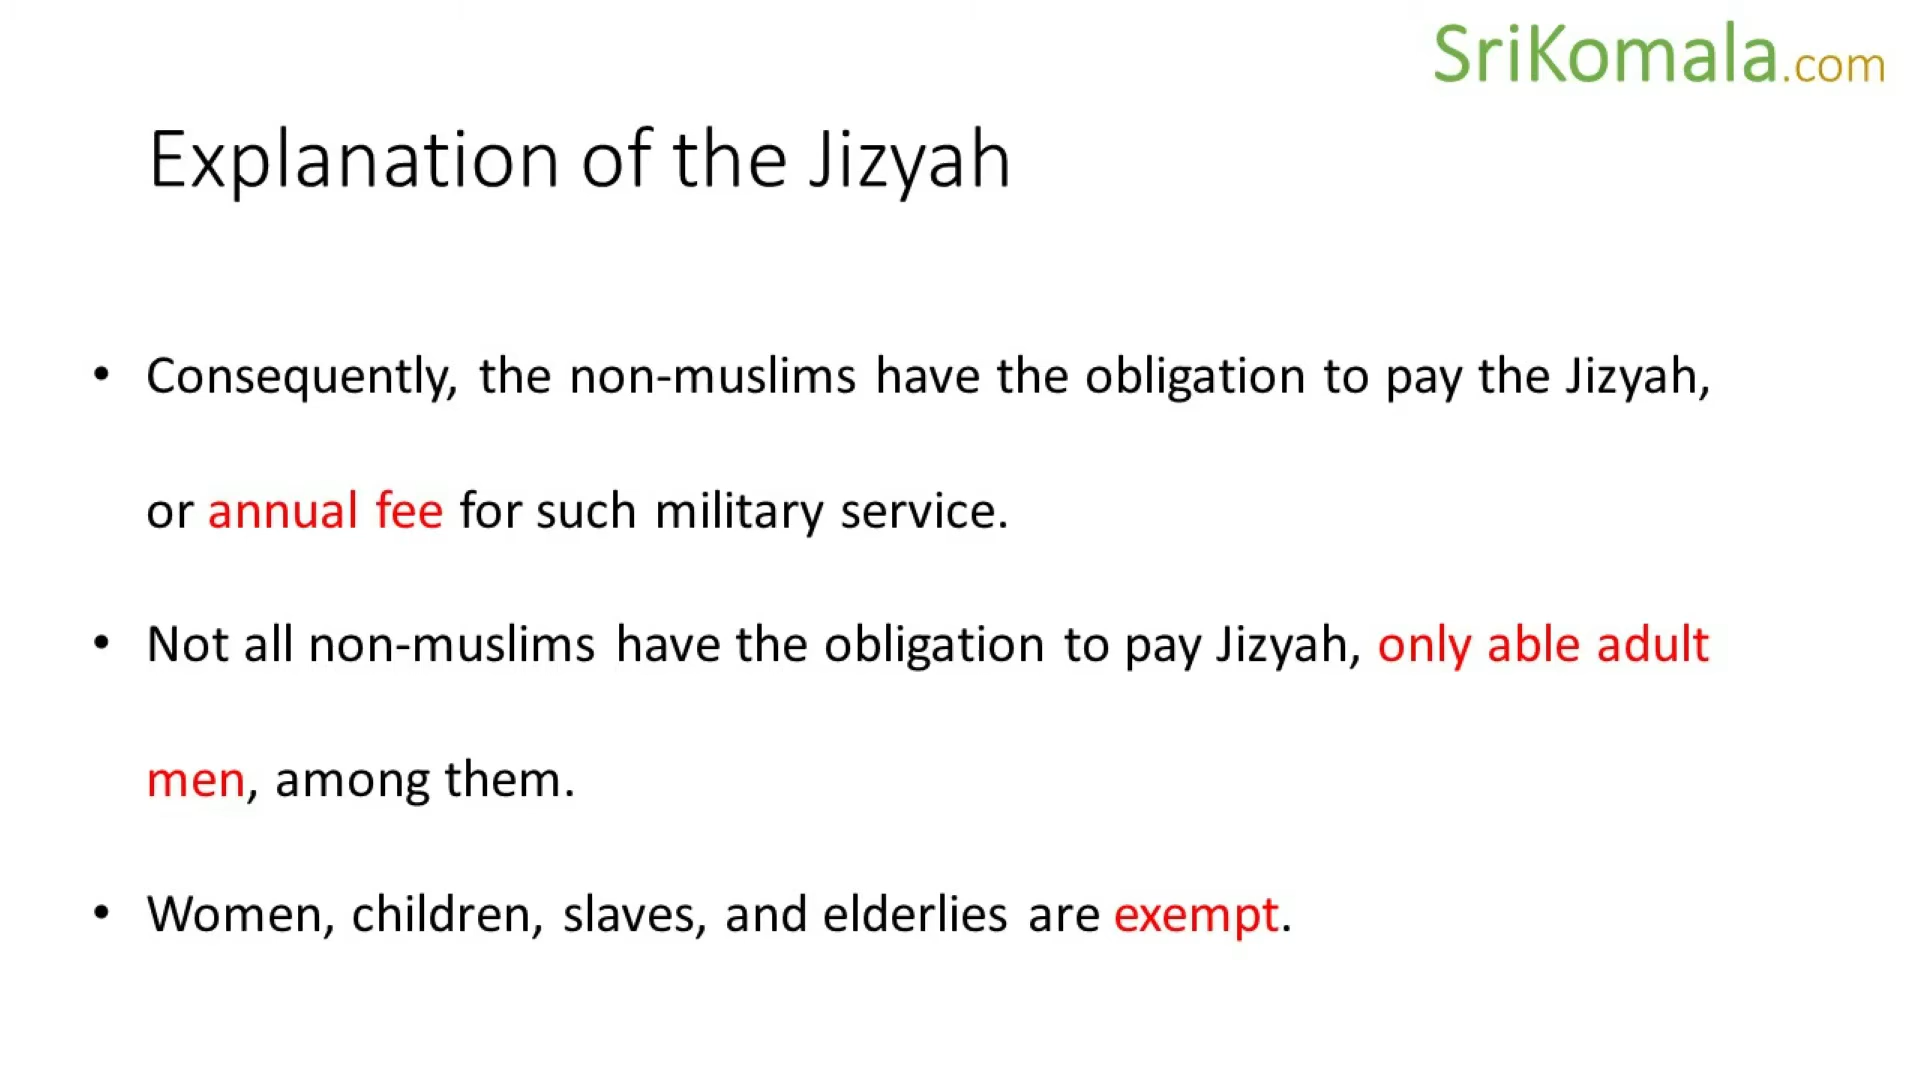 SriKomala.com
Explanation of the Jizyah
• Consequently, the non-muslims have the obligation to pay the Jizyah,
or annual fee for such military service.
• Not all non-muslims have the obligation to pay Jizyah, only able adult
men, among them.
• Women, children, slaves, and elderlies are exempt.